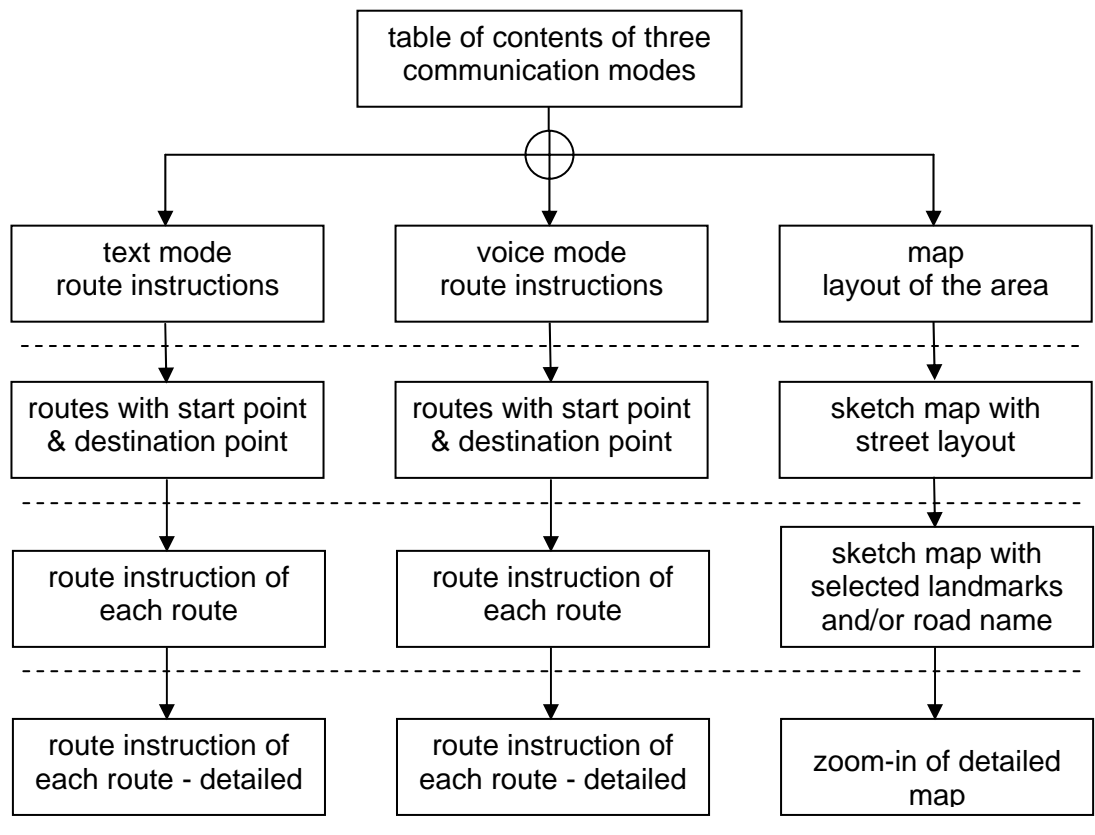 table of contents of three
communication modes
text mode
route instructions
voice mode
route instructions
map
layout of the area
routes with start point
& destination point
routes with start point
& destination point
sketch map with
street layout
route instruction of
each route
route instruction of
each route
sketch map with
selected landmarks
and/or road name
route instruction of
each route - detailed
route instruction of
each route - detailed
zoom-in of detailed
map